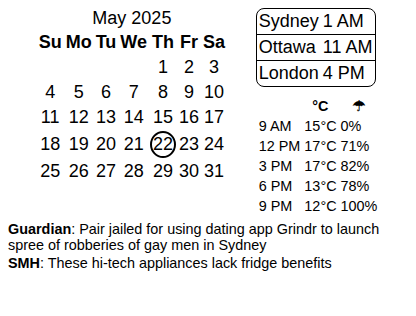 May 2025
Su Mo Tu We Th Fr Sa
1 2 3
4 5 6 7 8 9 10
11 12 13 14 15 16 17
18 19 20 21 22 23 24
25 26 27 28 29 30 31
Sydney 1 AM
Ottawa 11 AM
London 4 PM
°C ☂
9 AM 15°C 0%
12 PM 17°C 71%
3 PM 17°C 82%
6 PM 13°C 78%
9 PM 12°C 100%
Guardian: Pair jailed for using dating app Grindr to launch
spree of robberies of gay men in Sydney
SMH: These hi-tech appliances lack fridge benefits